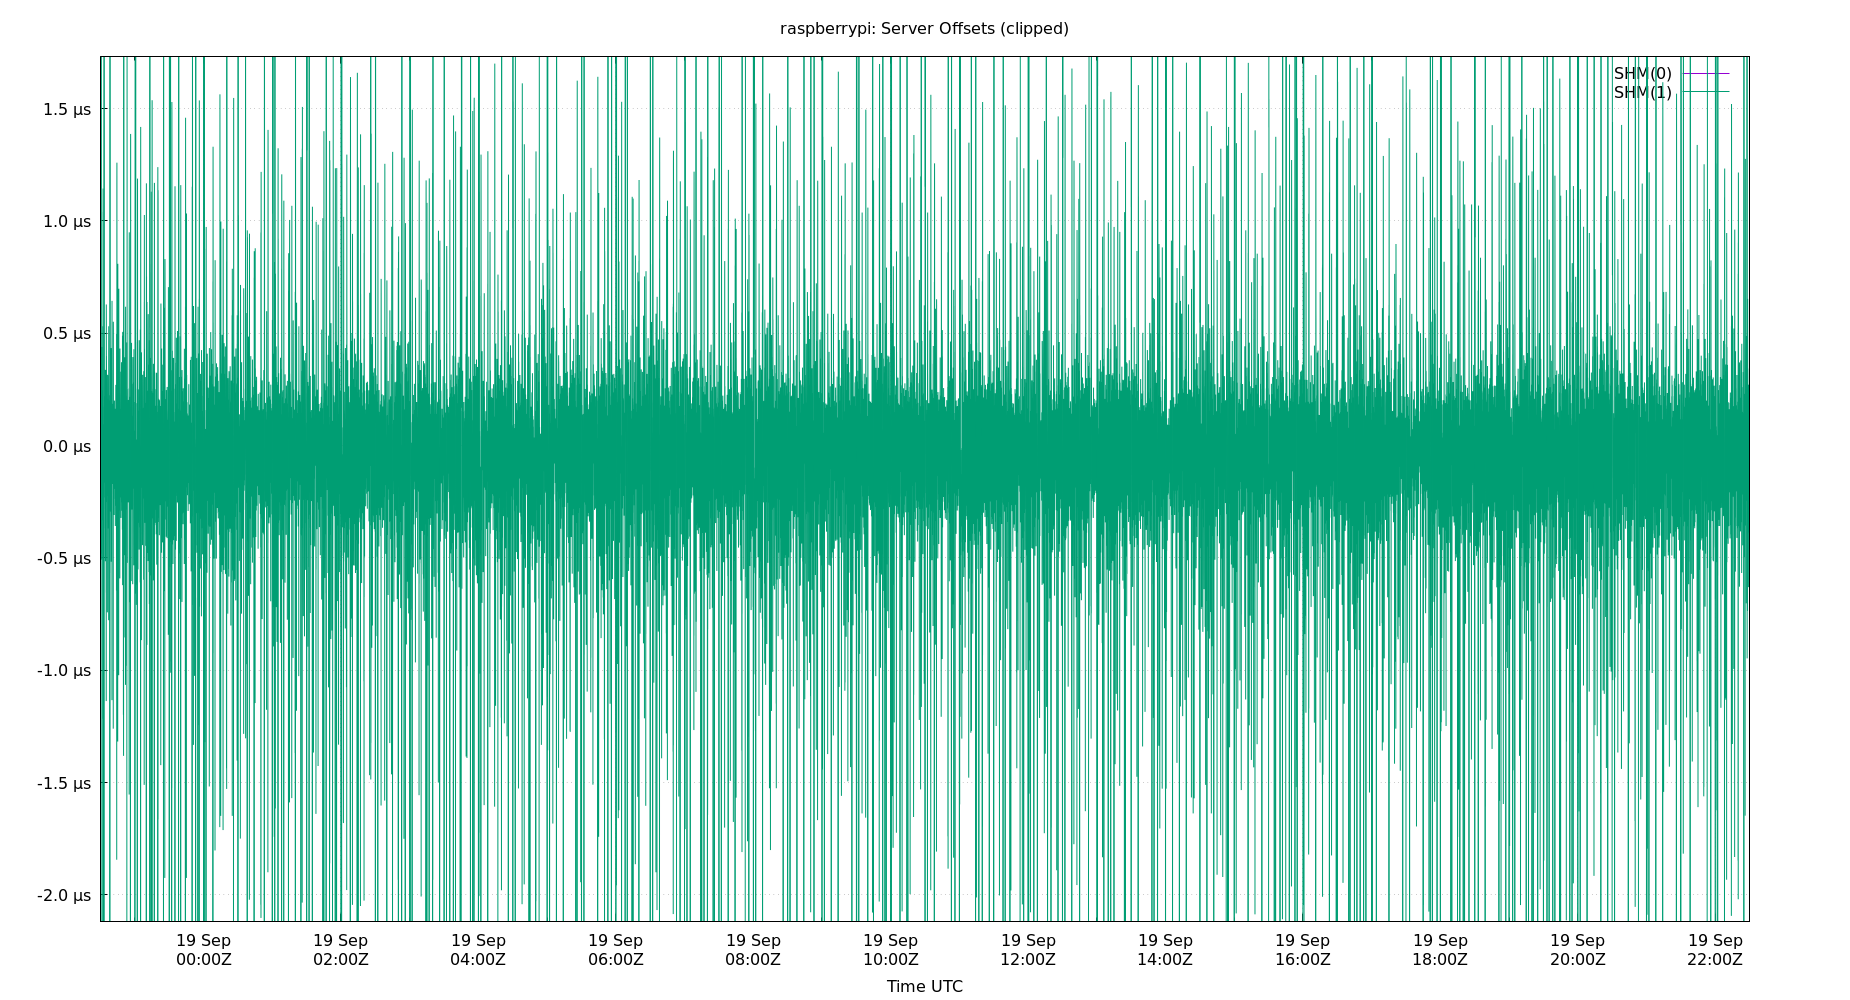 raspberrypi: Server Offsets (clipped)
SHM(0)
SHM(1)
1.5 µs
1.0 µs
0.5 µs
0.0 µs
-0.5 µs
-1.0 µs
-1.5 µs
-2.0 µs
19 Sep 19 Sep 19 Sep 19 Sep 19 Sep 19 Sep 19 Sep 19 Sep 19 Sep 19 Sep 19 Sep 19 Sep
00:00Z 02:00Z 04:00Z 06:00Z 08:00Z 10:00Z 12:00Z 14:00Z 16:00Z 18:00Z 20:00Z 22:00Z
Time UTC